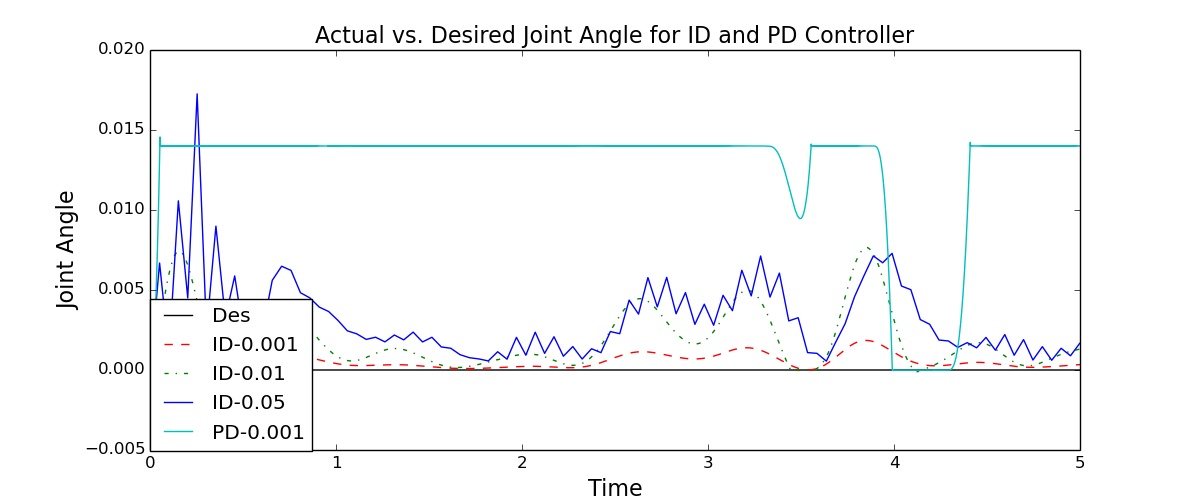 Actual vs. Desired Joint Angle for ID and PD Controller
0.020
0.015
0.010
0.005
0.000
−0.005
Joint Angle
Des
ID-0.001
ID-0.01
ID-0.05
PD-0.001
0 1 2 3 4 5
Time